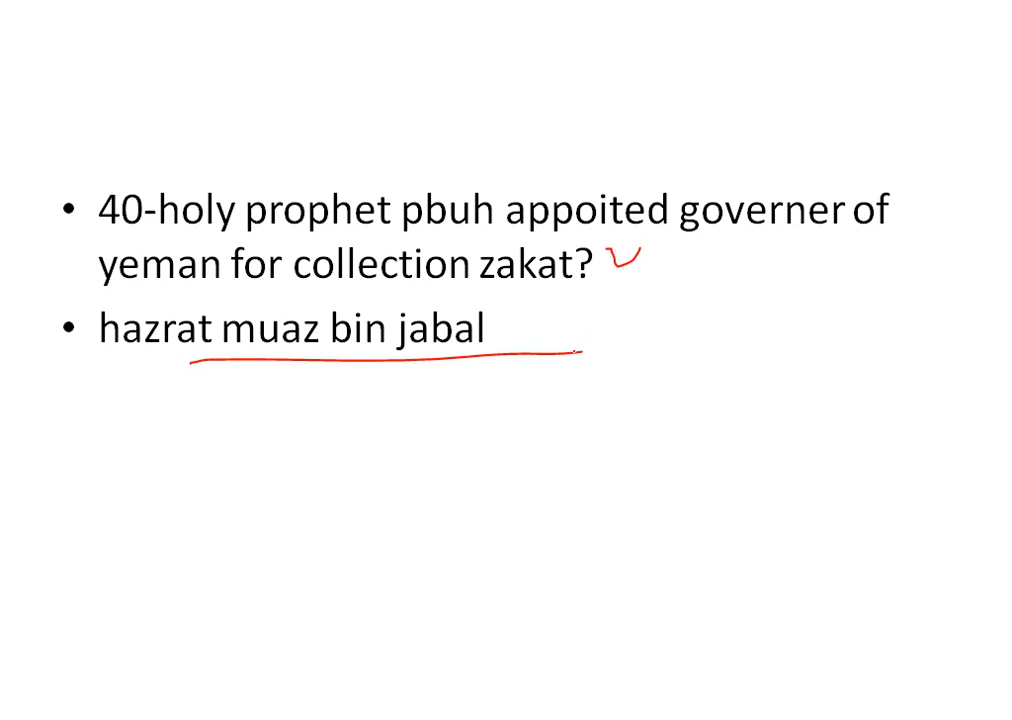 • 40-holy prophet pbuh appoited governer of
yeman for collection zakat?
• hazrat muaz bin jabal